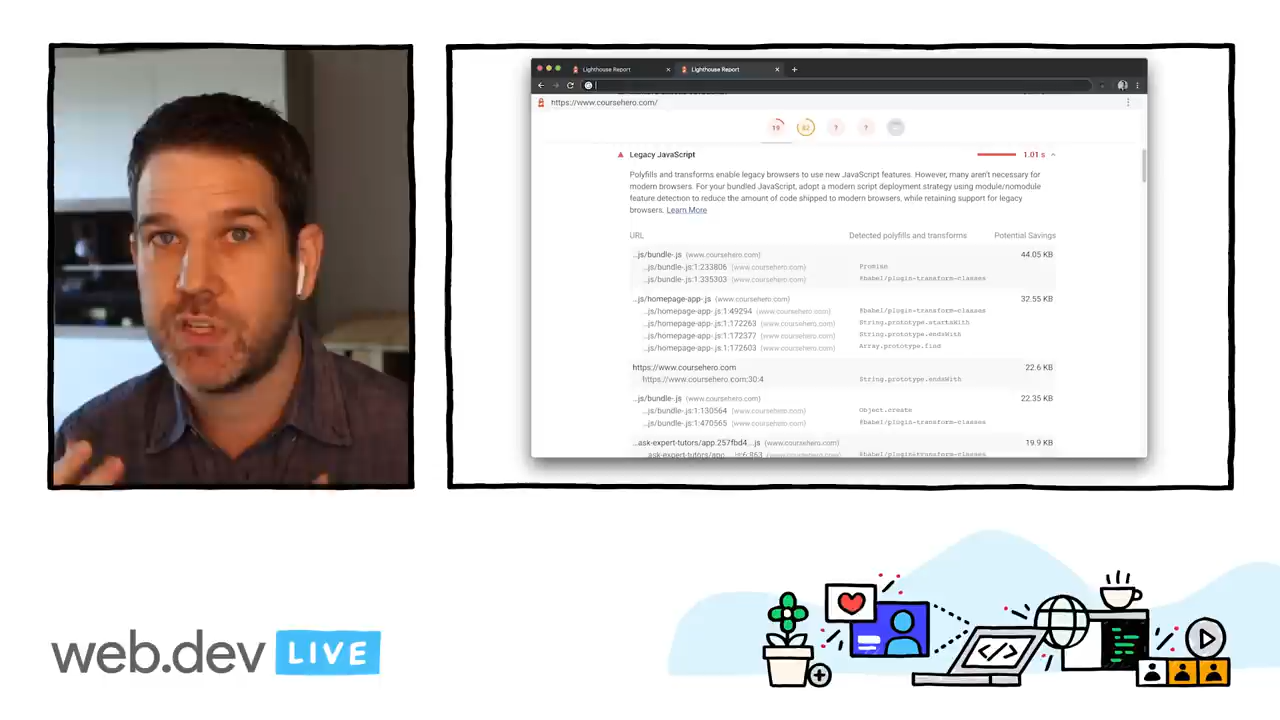 Lighthouse Report
Lighthouse Report
https://www.coursehero.com/
19
82
?
?
Legacy JavaScript
1.01 s
Polyfills and transforms enable legacy browsers to use new JavaScript features. However, many aren't necessary for
modern browsers. For your bundled JavaScript, adopt a modern script deployment strategy using module/nomodule
feature detection to reduce the amount of code shipped to modern browsers, while retaining support for legacy
browsers. Learn More
URL Detected polyfills and transforms Potential Savings
…js/bundle-.js (www.coursehero.com) 44.05 KB
…js/bundle-.js:1:233806 (www.coursehero.com) Promise
…js/bundle-.js:1:335303 (www.coursehero.com) @babel/plugin-transform-classes
…js/homepage-app-.js (www.coursehero.com) 32.55 KB
…js/homepage-app-.js:1:49294 (www.coursehero.com) @babel/plugin-transform-classes
…js/homepage-app-.js:1:172263 (www.coursehero.com) String.prototype.startsWith
…js/homepage-app-.js:1:172377 (www.coursehero.com) String.prototype.endsWith
…js/homepage-app-.js:1:172603 (www.coursehero.com) Array.prototype.find
https://www.coursehero.com 22.6 KB
https://www.coursehero.com:30:4 String.prototype.endsWith
…js/bundle-.js (www.coursehero.com) 22.35 KB
…js/bundle-.js:1:130564 (www.coursehero.com) Object.create
…js/bundle-.js:1:470565 (www.coursehero.com) @babel/plugin-transform-classes
…ask-expert-tutors/app.257fbd4….js (www.coursehero.com) 19.9 KB
web.dev LIVE